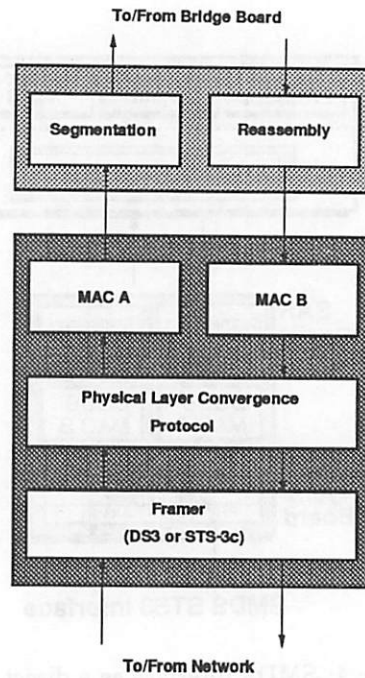 To/From Bridge Board
Segmentation
Reassembly
MAC A
MAC B
Physical Layer Convergence
Protocol
Framer
(DS3 or STS-3c)
To/From Network